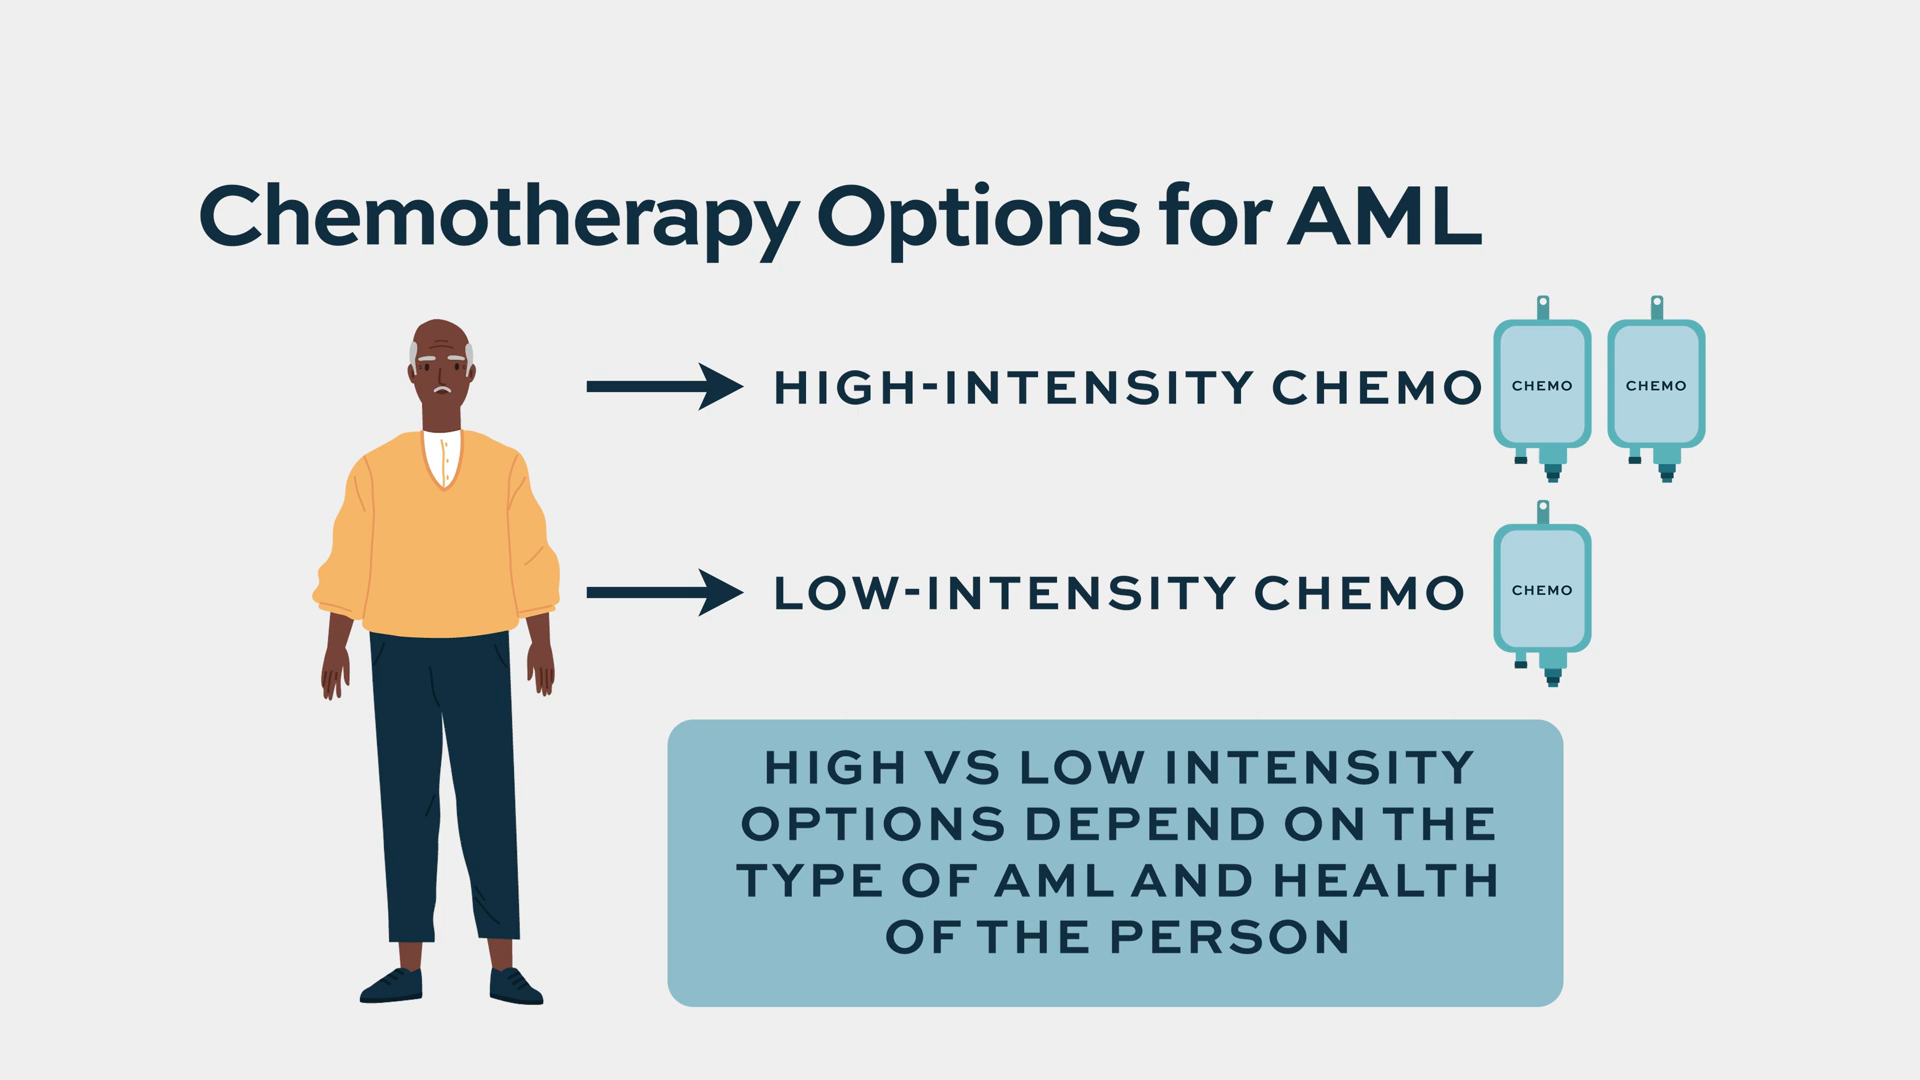 Chemotherapy Options for AML
HIGH-INTENSITY CHEMO
CHEMO
CHEMO
LOW-INTENSITY CHEMO
CHEMO
HIGH VS LOW INTENSITY
OPTIONS DEPEND ON THE
TYPE OF AML AND HEALTH
OF THE PERSON